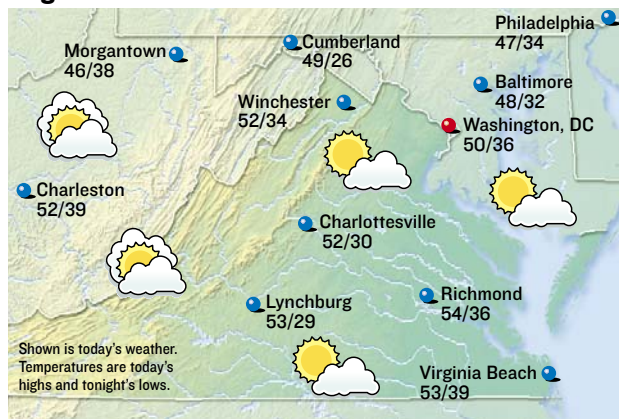 Philadelphia
47/34
Morgantown
46/38
Cumberland
49/26
Baltimore
48/32
Winchester
52/34
Washington, DC
50/36
Charleston
52/39
Charlottesville
52/30
Lynchburg
53/29
Richmond
54/36
Shown is today's weather.
Temperatures are today's
highs and tonight's lows.
Virginia Beach
53/39